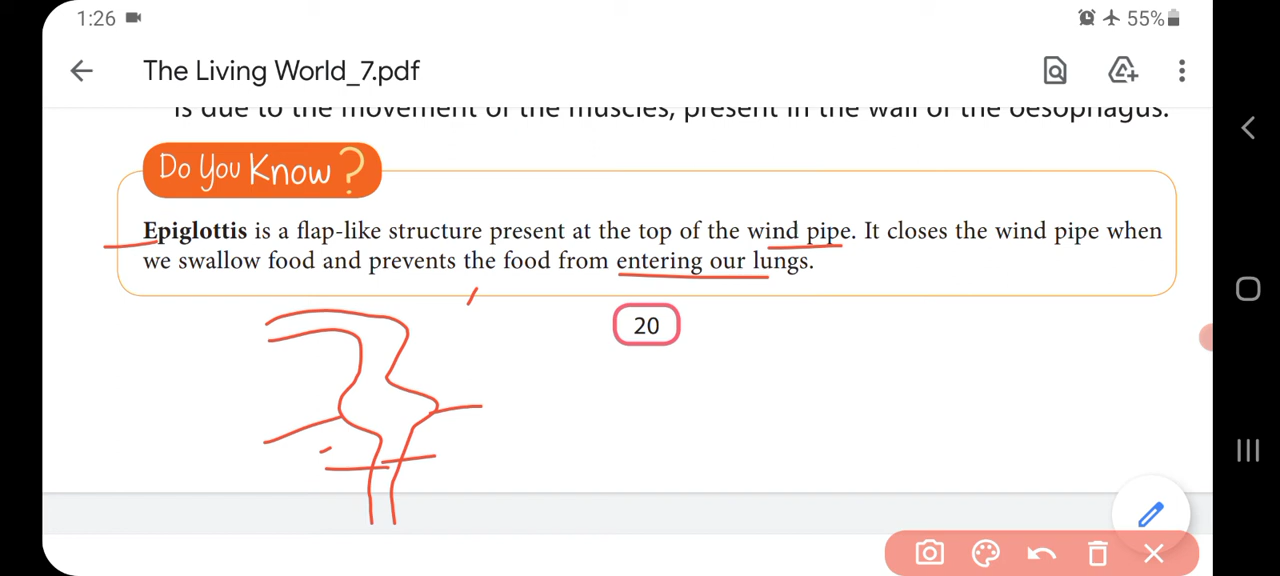 1:26 55%
The Living World_7.pdf
is due to the movement of the muscles, present in the wall of the oesophagus.
Do You Know?
Epiglottis is a flap-like structure present at the top of the wind pipe. It closes the wind pipe when
we swallow food and prevents the food from entering our lungs.
20